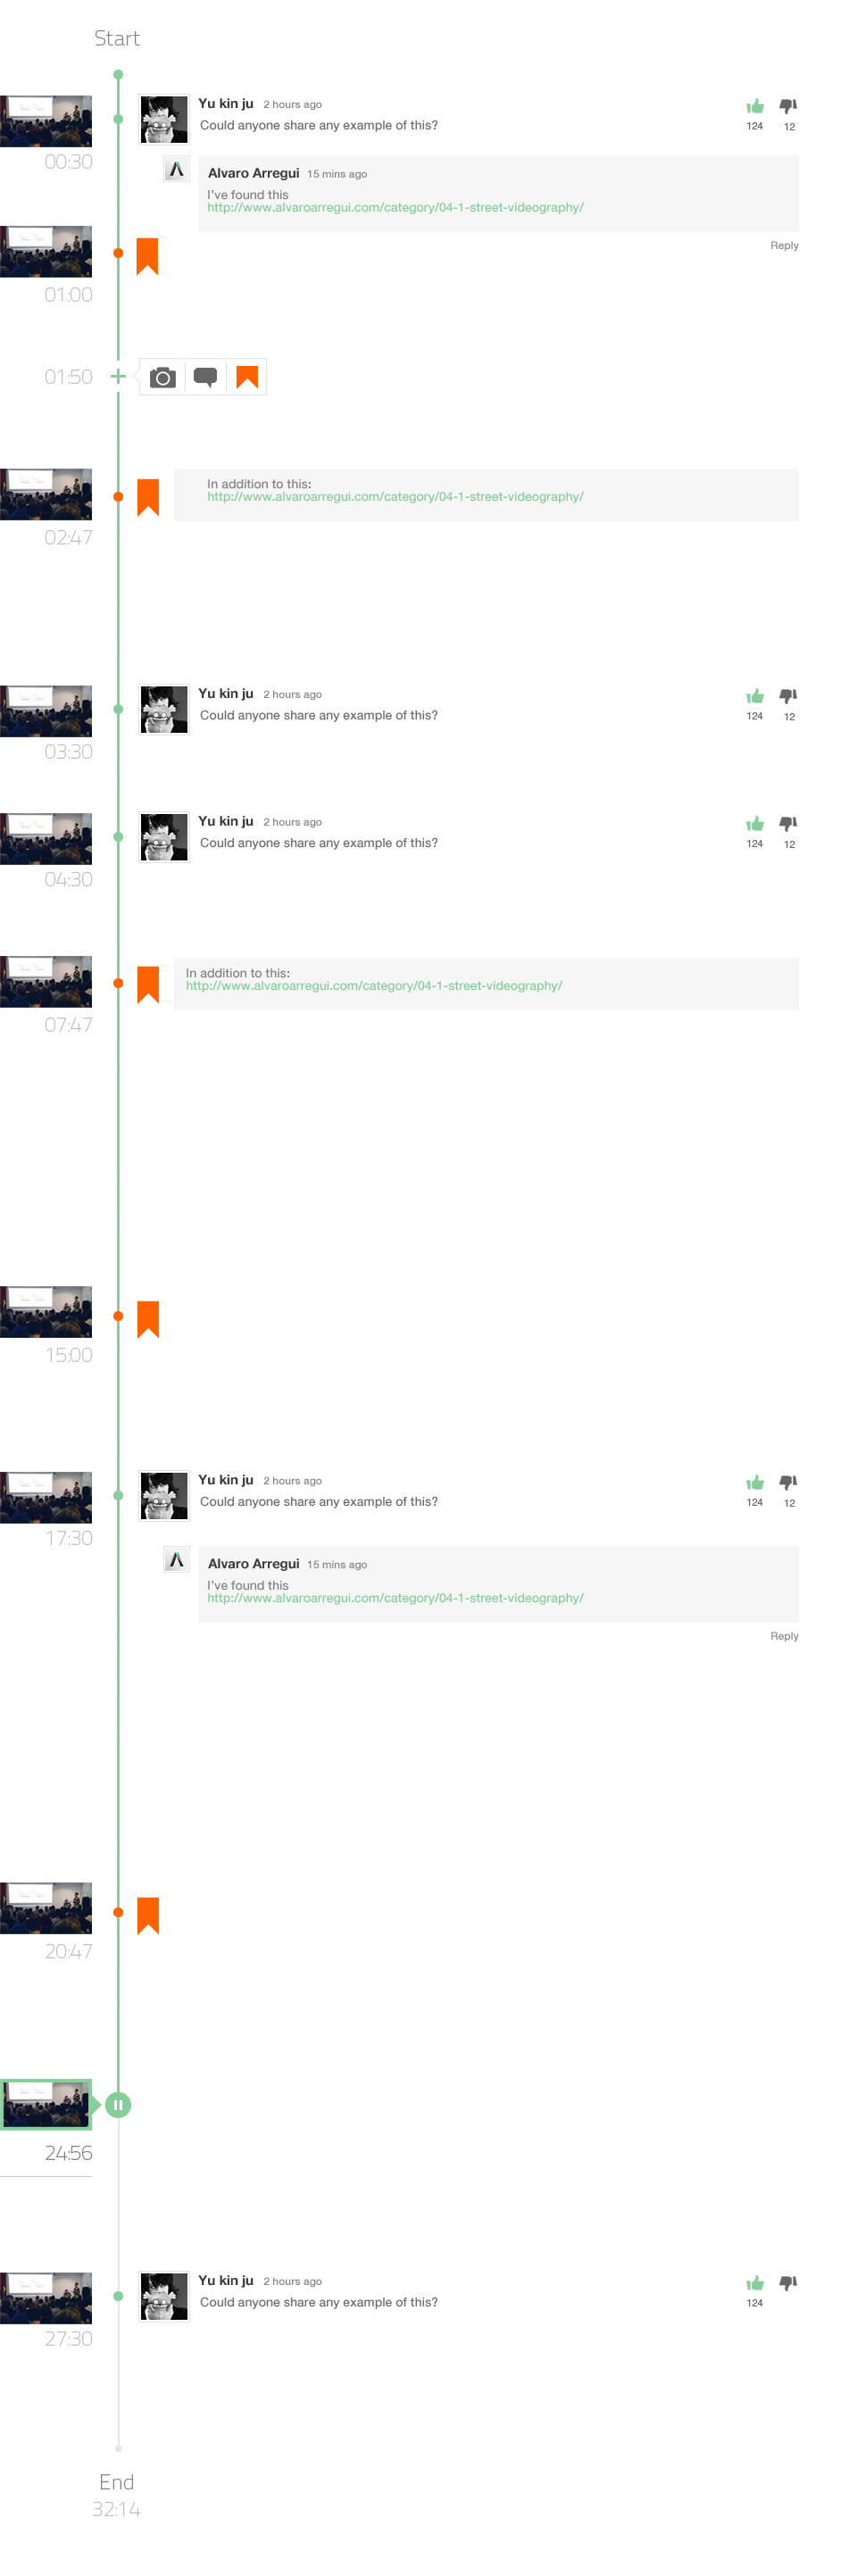 Start
Yu kin ju 2 hours ago
Could anyone share any example of this?
124 12
00:30
Alvaro Arregui 15 mins ago
I've found this
http://www.alvaroarregui.com/category/04-1-street-videography/
Reply
01:00
01:50
In addition to this:
http://www.alvaroarregui.com/category/04-1-street-videography/
02:47
Yu kin ju 2 hours ago
Could anyone share any example of this?
124 12
03:30
Yu kin ju 2 hours ago
Could anyone share any example of this?
124 12
04:30
In addition to this:
http://www.alvaroarregui.com/category/04-1-street-videography/
07:47
15:00
Yu kin ju 2 hours ago
Could anyone share any example of this?
124 12
17:30
Alvaro Arregui 15 mins ago
I've found this
http://www.alvaroarregui.com/category/04-1-street-videography/
Reply
20:47
24:56
Yu kin ju 2 hours ago
Could anyone share any example of this?
124
27:30
End
32:14